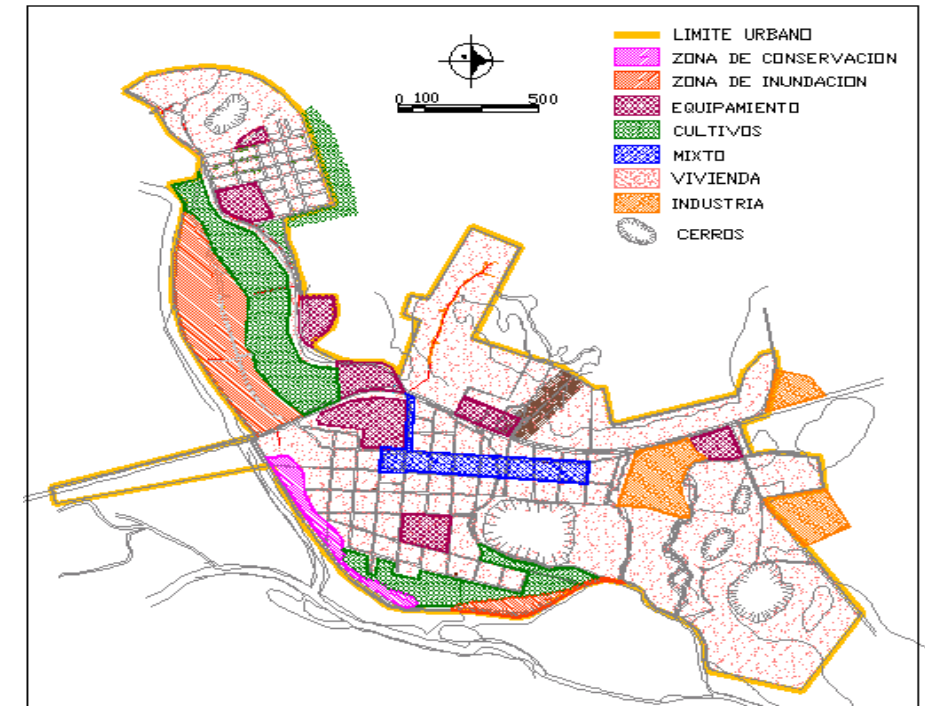 LIMITE URBANO
ZONA DE CONSERVACION
ZONA DE INUNDACION
0 100 500
EQUIPAMIENTO
CULTIVOS
MIXTO
VIVIENDA
INDUSTRIA
CERROS